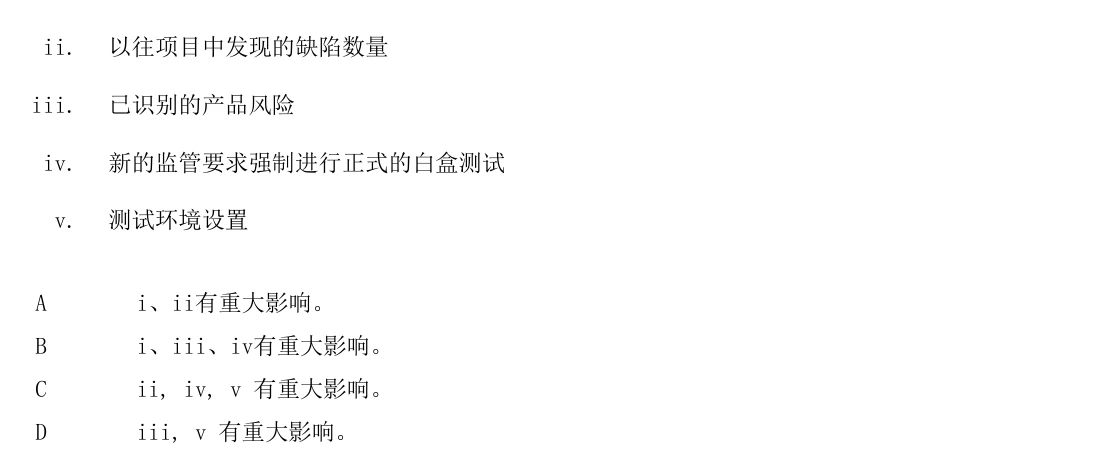 ii. 以往项目中发现的缺陷数量
iii. 已识别的产品风险
iv. 新的监管要求强制进行正式的白盒测试
v. 测试环境设置
A i、ii有重大影响。
B i、iii、iv有重大影响。
C ii, iv, v 有重大影响。
D iii, v 有重大影响。